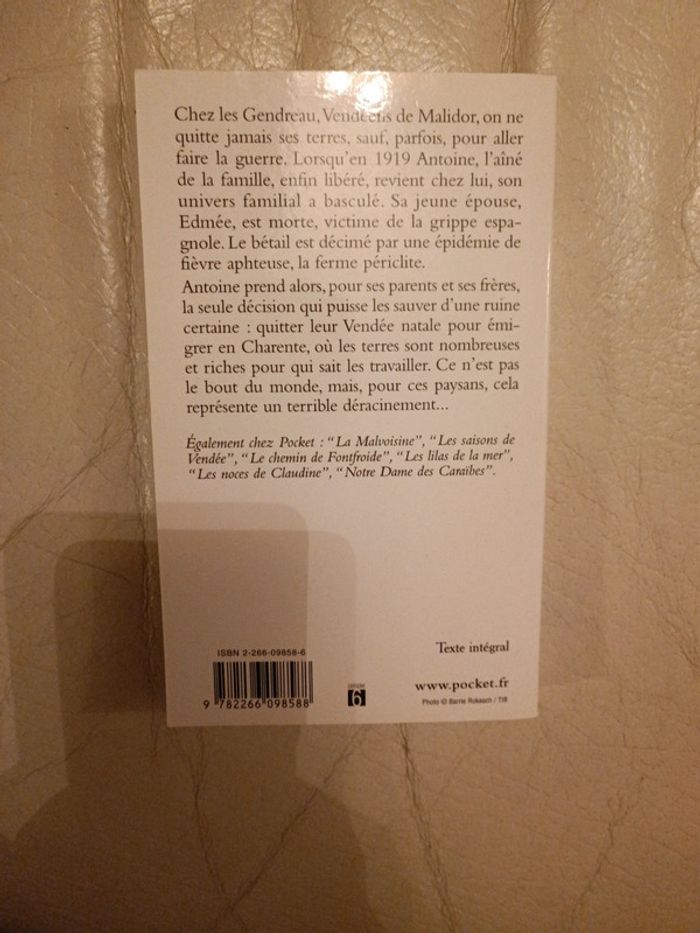 Chez les Gendreau, Vendéens de Malidor, on ne
quitte jamais ses terres, sauf, parfois, pour aller
faire la guerre. Lorsqu'en 1919 Antoine, l'aîné
de la famille, enfin libéré, revient chez lui, son
univers familial a basculé. Sa jeune épouse,
Edmée, est morte, victime de la grippe espa-
gnole. Le bétail est décimé par une épidémie de
fièvre aphteuse, la ferme périclite.
Antoine prend alors, pour ses parents et ses frères,
la seule décision qui puisse les sauver d'une ruine
certaine : quitter leur Vendée natale pour émi-
grer en Charente, où les terres sont nombreuses
et riches pour qui sait les travailler. Ce n'est pas
le bout du monde, mais, pour ces paysans, cela
représente un terrible déracinement...
Également chez Pocket : "La Malvoisine", "Les saisons de
Vendée", "Le chemin de Fontfroide", "Les lilas de la mer",
"Les noces de Claudine", "Notre Dame des Caraïbes".
ISBN 2-266-09858-6
9 782266 098588
6
Texte intégral
www.pocket.fr
Photo © Barrie Rokeach / TIB